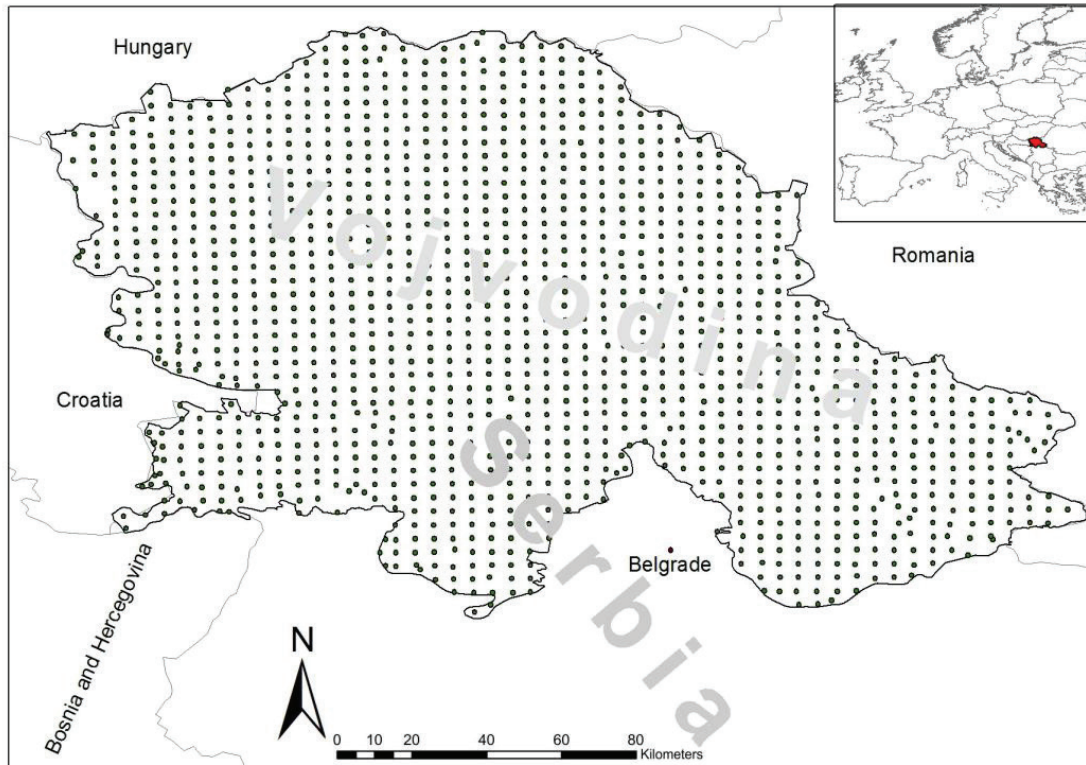 Hungary
Vojvodina
Romania
Croatia
Serbia
Belgrade
Bosnia and Hercegovina
N
0 10 20 40 60 80
Kilometers